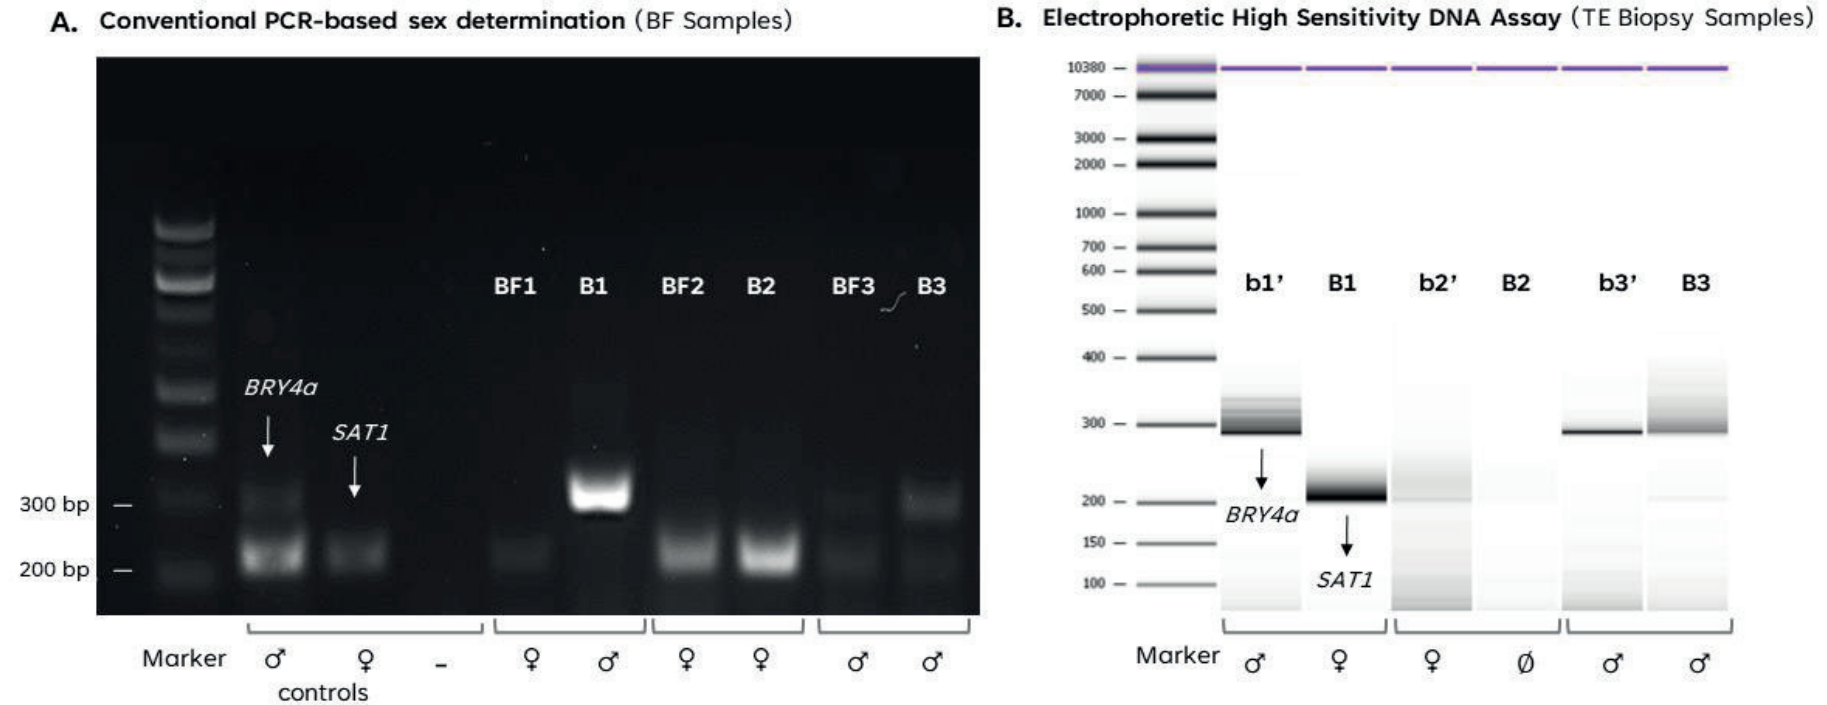 A. Conventional PCR-based sex determination (BF Samples)
BF1 B1 BF2 B2 BF3 B3
BRY4a
SAT1
300 bp
200 bp
Marker ♂ ♀ - ♀ ♂ ♀ ♀ ♂ ♂
controls
B. Electrophoretic High Sensitivity DNA Assay (TE Biopsy Samples)
10380
7000
3000
2000
1000
700
600
b1’ B1 b2’ B2 b3’ B3
500
400
300
200
BRY4a
150
SAT1
100
Marker ♂ ♀ ♀ Ø ♂ ♂